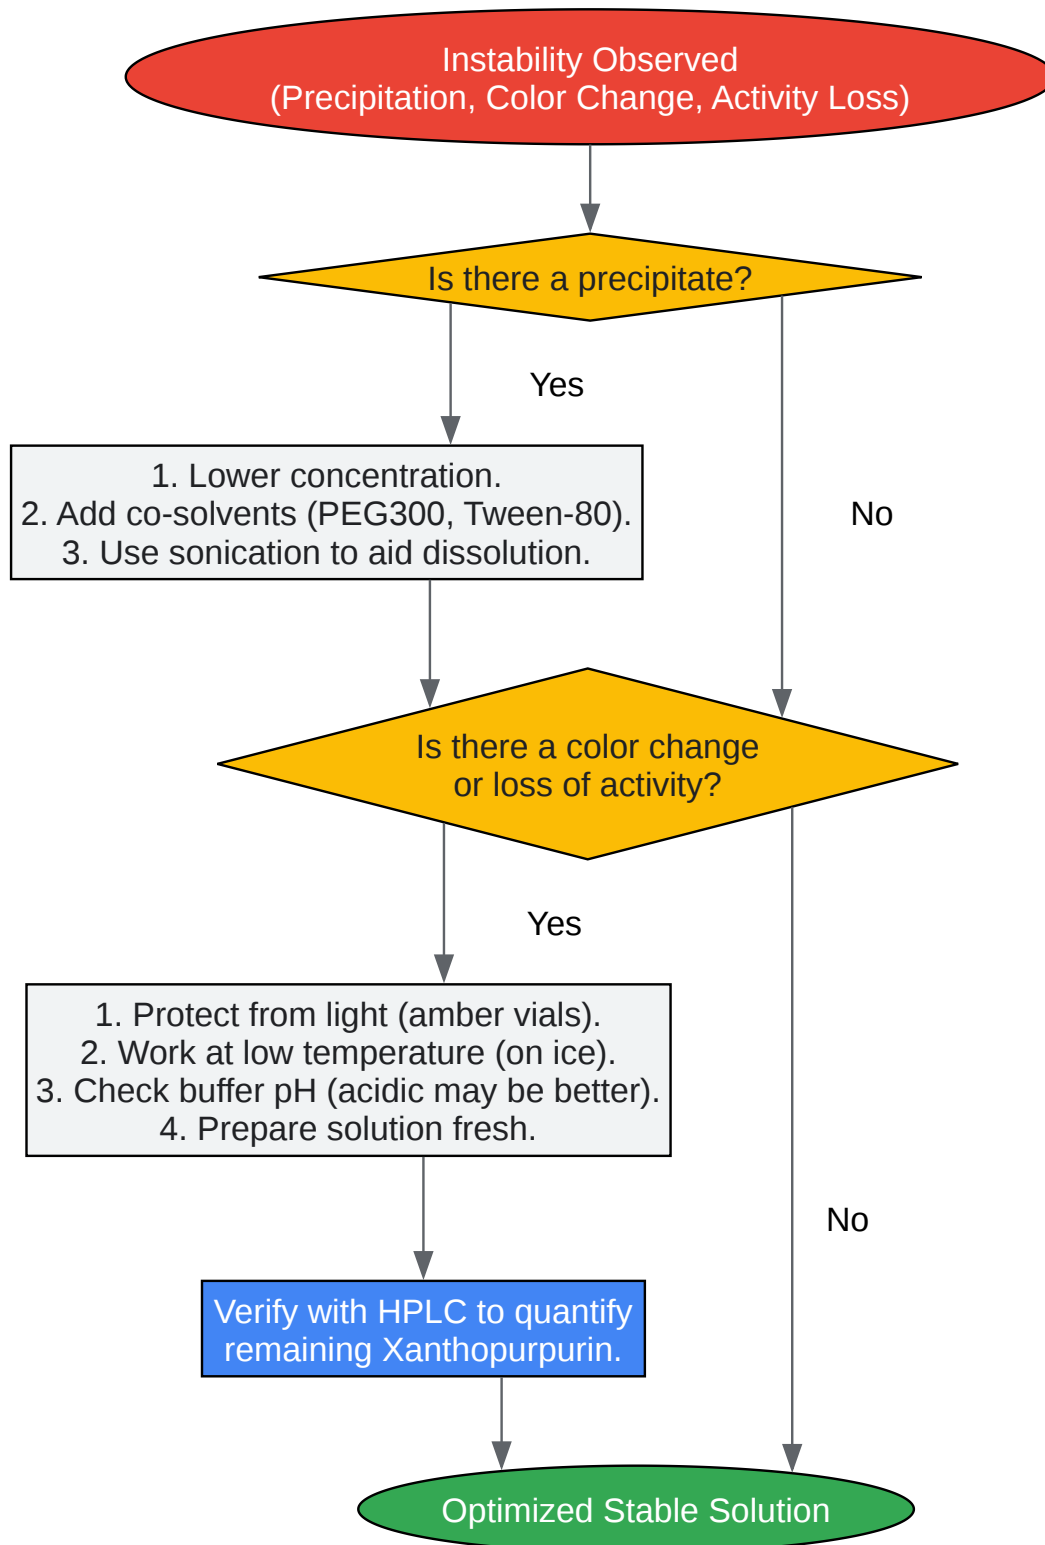 Instability Observed
(Precipitation, Color Change, Activity Loss)
Is there a precipitate?
Yes
1. Lower concentration.
2. Add co-solvents (PEG300, Tween-80).
3. Use sonication to aid dissolution.
No
Is there a color change
or loss of activity?
Yes
1. Protect from light (amber vials).
2. Work at low temperature (on ice).
3. Check buffer pH (acidic may be better).
4. Prepare solution fresh.
No
Verify with HPLC to quantify
remaining Xanthopurpurin.
Optimized Stable Solution